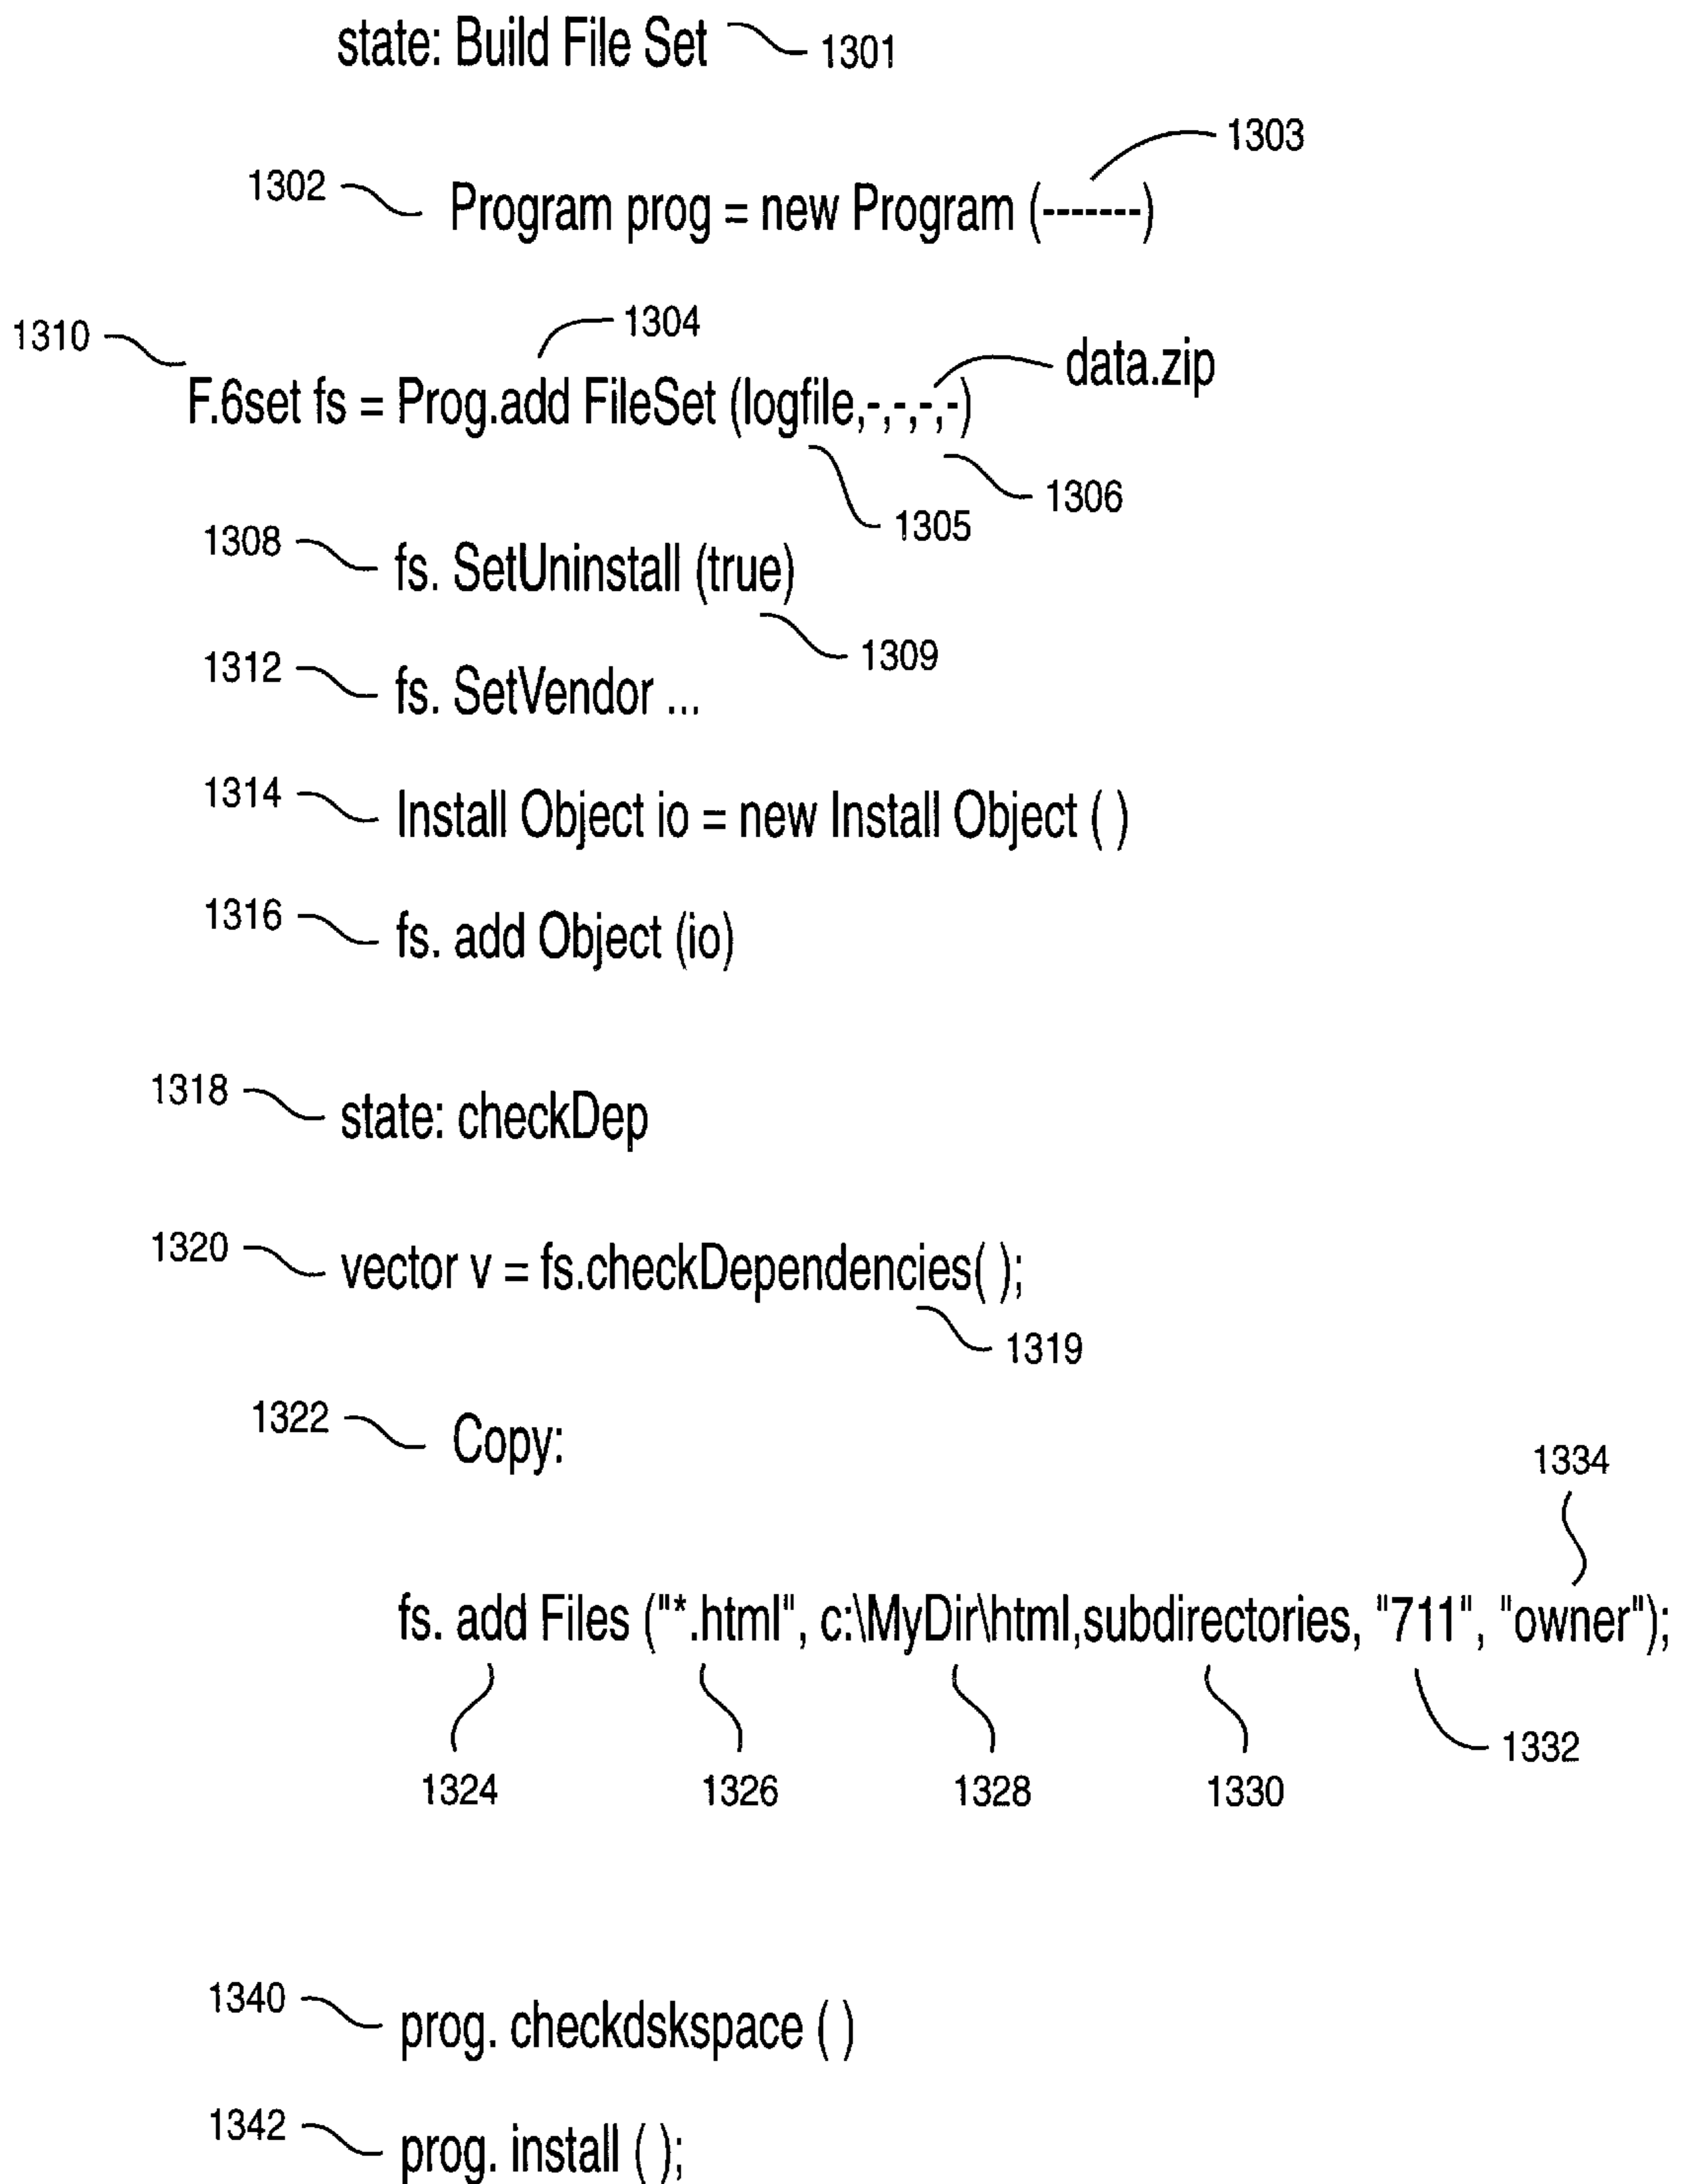 state: Build File Set 1301
1303
1302 Program prog = new Program (-------)
1304
1310 data.zip
F.6set fs = Prog.add FileSet (logfile,-,-,-,-)
1306
1305
1308 fs. SetUninstall (true)
1309
1312 fs. SetVendor ...
1314 Install Object io = new Install Object ( )
1316 fs. add Object (io)
1318 state: checkDep
1320 vector v = fs.checkDependencies( );
1319
1322 Copy:
1334
fs. add Files ("*.html", c:\MyDir\html,subdirectories, "711", "owner");
1332
1324 1326 1328 1330
1340 prog. checkdskspace ( )
1342 prog. install ( );